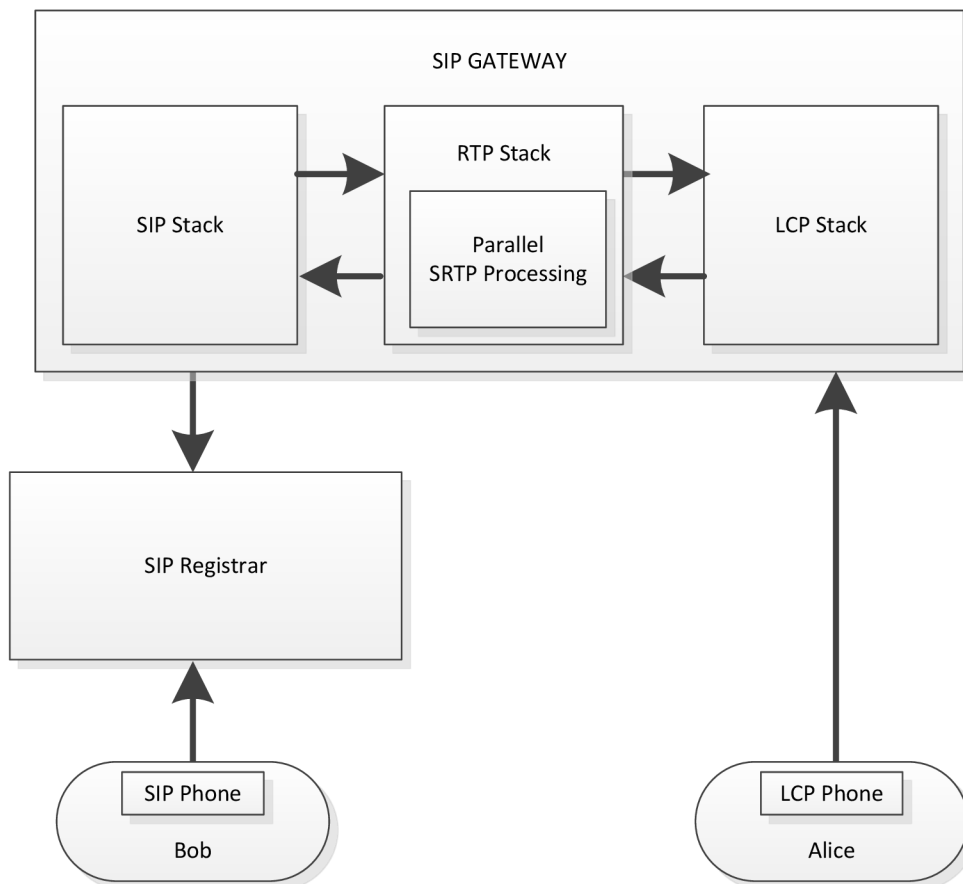 SIP GATEWAY
SIP Stack
RTP Stack
Parallel
SRTP Processing
LCP Stack
SIP Registrar
SIP Phone
Bob
LCP Phone
Alice